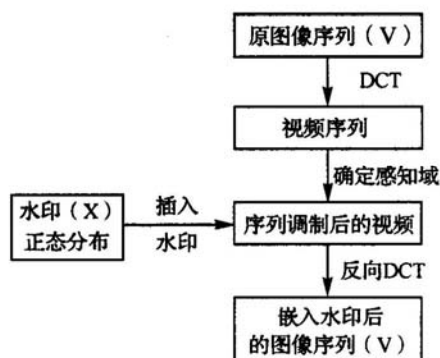 原图像序列（V）
DCT
视频序列
确定感知域
水印（X）
正态分布
插入
水印
序列调制后的视频
反向DCT
嵌入水印后
的图像序列（V）